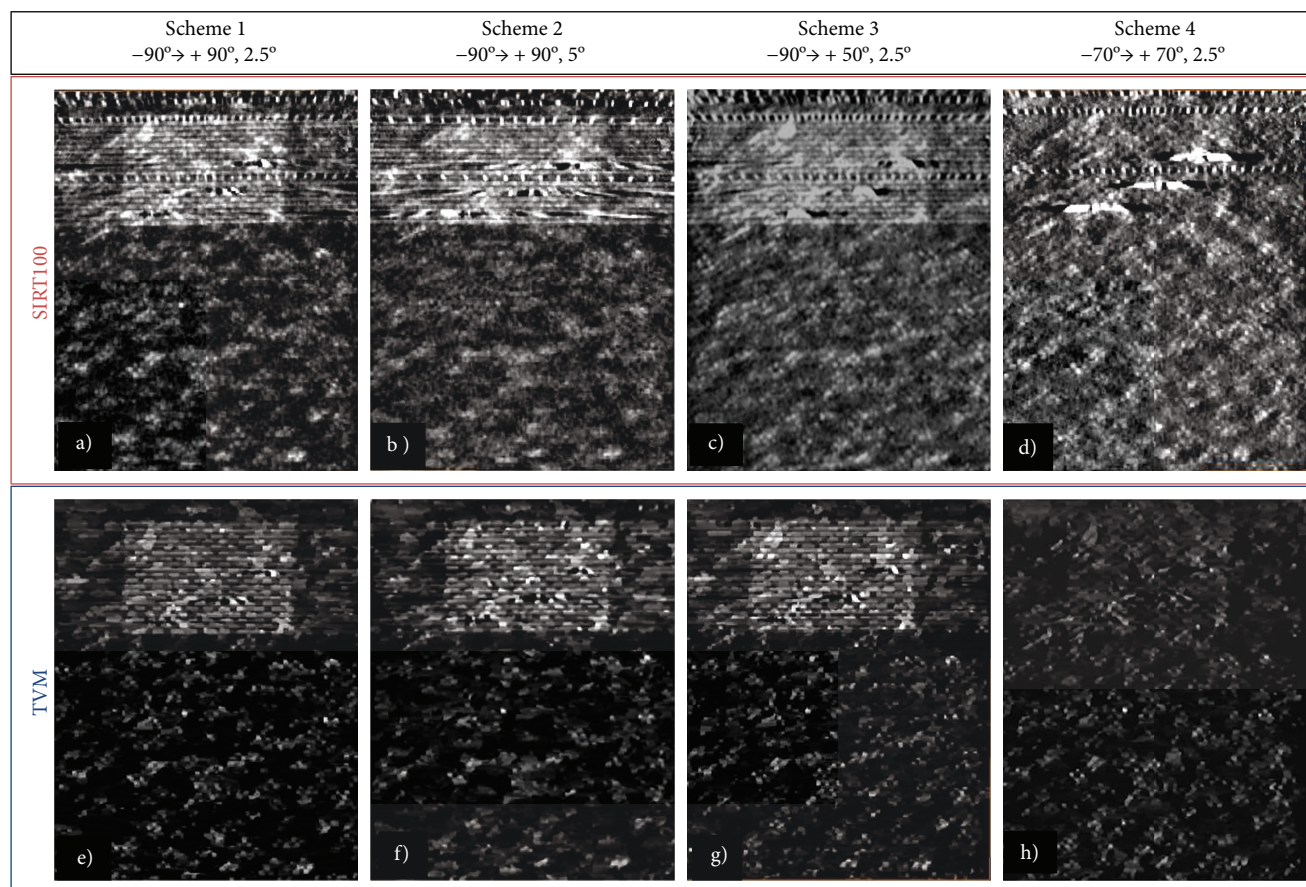 Scheme 1
−90°→ + 90°, 2.5°
Scheme 2
−90°→ + 90°, 5°
Scheme 3
−90°→ + 50°, 2.5°
Scheme 4
−70°→ + 70°, 2.5°
SIRT100
a)
b )
c)
d)
TVM
e)
f)
g)
h)